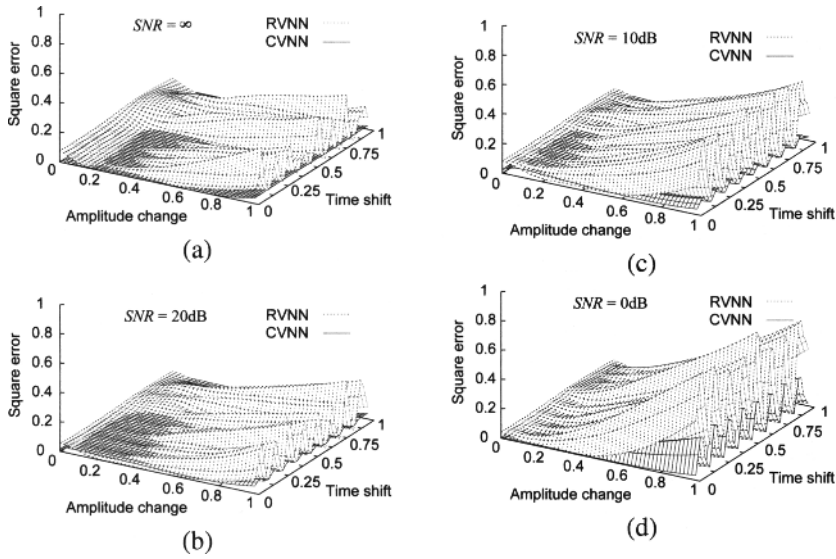 1
SNR = ∞
RVNN
CVNN
0.8
0.6
0.4
0.2
0
Square error
0
0.2
0.4
0.6
0.8
1
Amplitude change
0
0.25
0.5
0.75
1
Time shift
(a)
1
SNR = 10dB
RVNN
CVNN
0.8
0.6
0.4
0.2
0
Square error
0
0.2
0.4
0.6
0.8
1
Amplitude change
0
0.25
0.5
0.75
1
Time shift
(c)
1
SNR = 20dB
RVNN
CVNN
0.8
0.6
0.4
0.2
0
Square error
0
0.2
0.4
0.6
0.8
1
Amplitude change
0
0.25
0.5
0.75
1
Time shift
(b)
1
SNR = 0dB
RVNN
CVNN
0.8
0.6
0.4
0.2
0
Square error
0
0.2
0.4
0.6
0.8
1
Amplitude change
0
0.25
0.5
0.75
1
Time shift
(d)